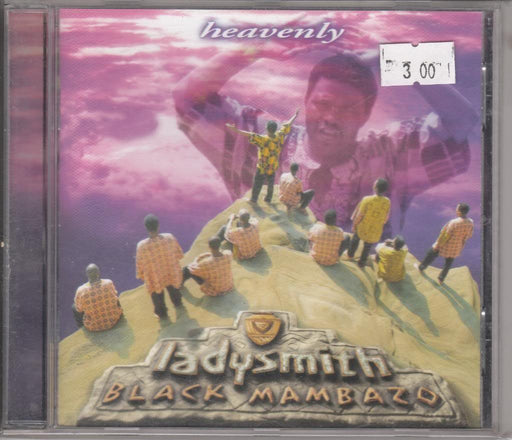 heavenly
3 00
ladysmith
BLACK MAMBAZO